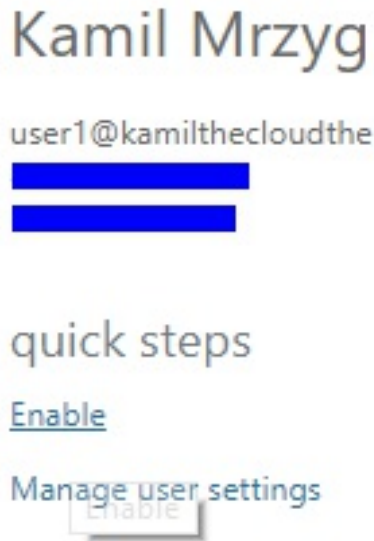 Kamil Mrzyg
user1@kamilthecloudthe
quick steps
Enable
Manage user settings
Enable